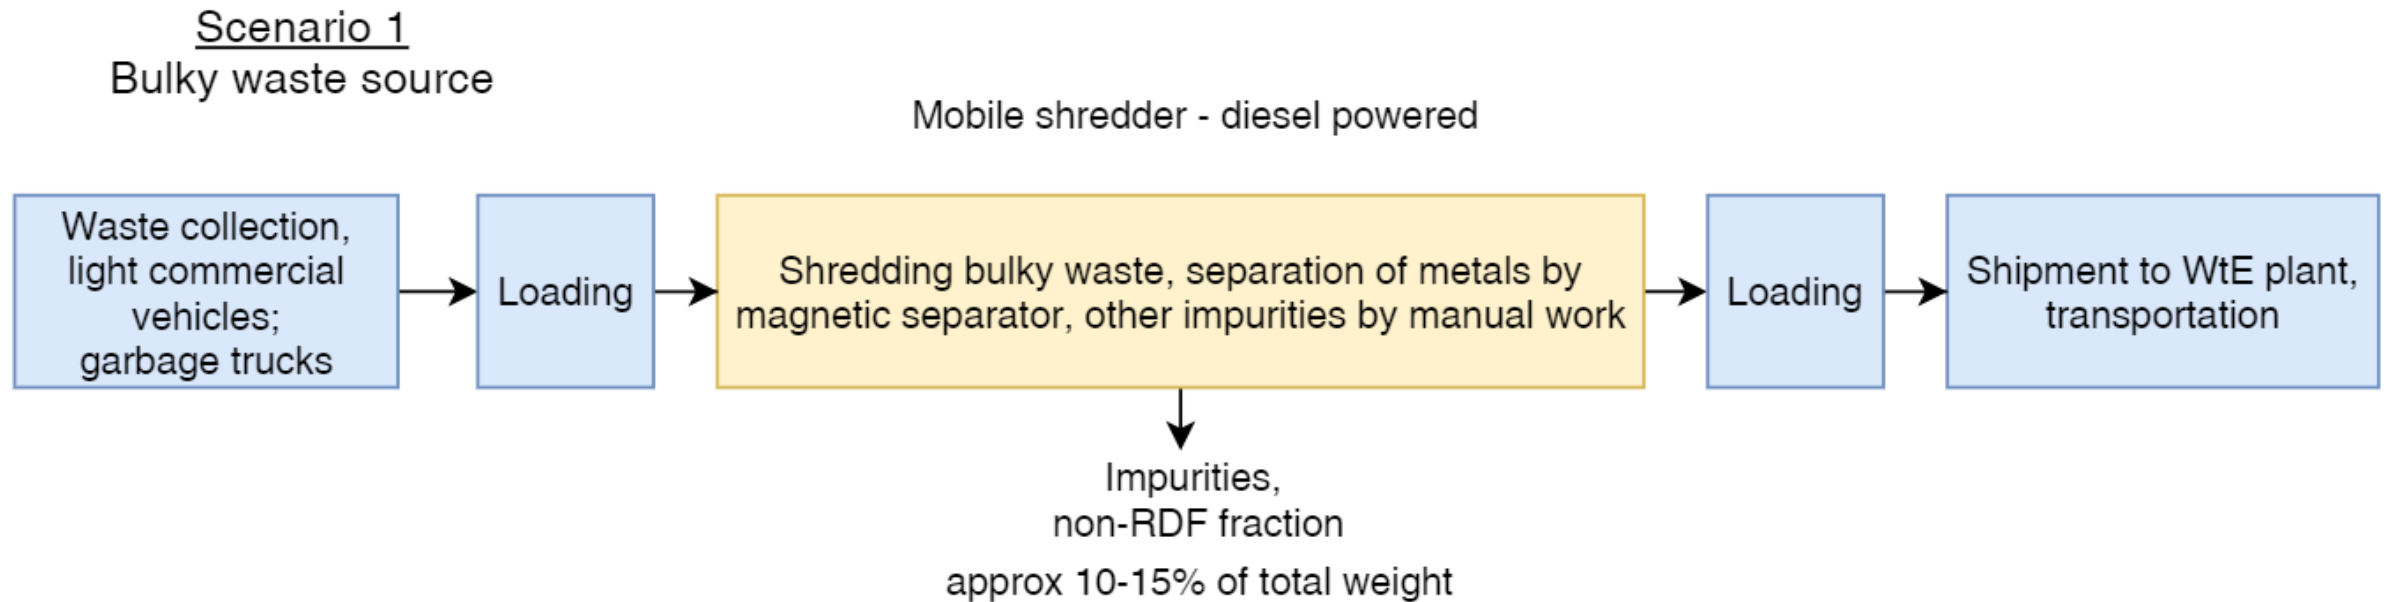 Scenario 1
Bulky waste source
Mobile shredder - diesel powered
Waste collection,
light commercial
vehicles;
garbage trucks
Loading
Shredding bulky waste, separation of metals by
magnetic separator, other impurities by manual work
Loading
Shipment to WtE plant,
transportation
Impurities,
non-RDF fraction
approx 10-15% of total weight